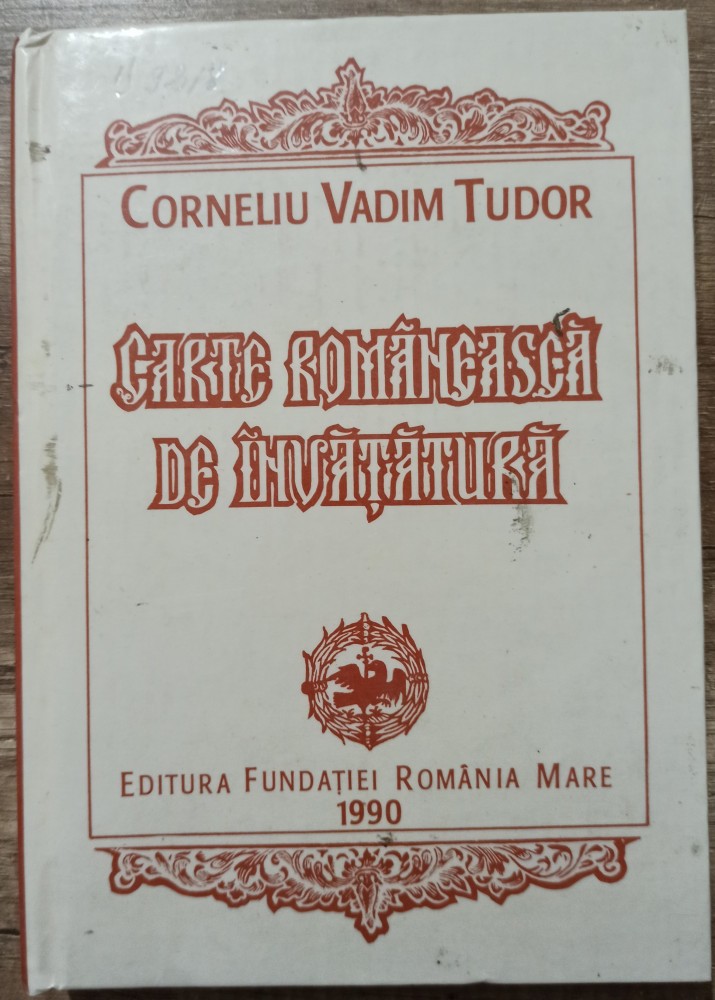 CORNELIU VADIM TUDOR
CARTE ROMÂNEASCĂ
DE ÎNVĂȚĂTURĂ
EDITURA FUNDAȚIEI ROMÂNIA MARE
1990